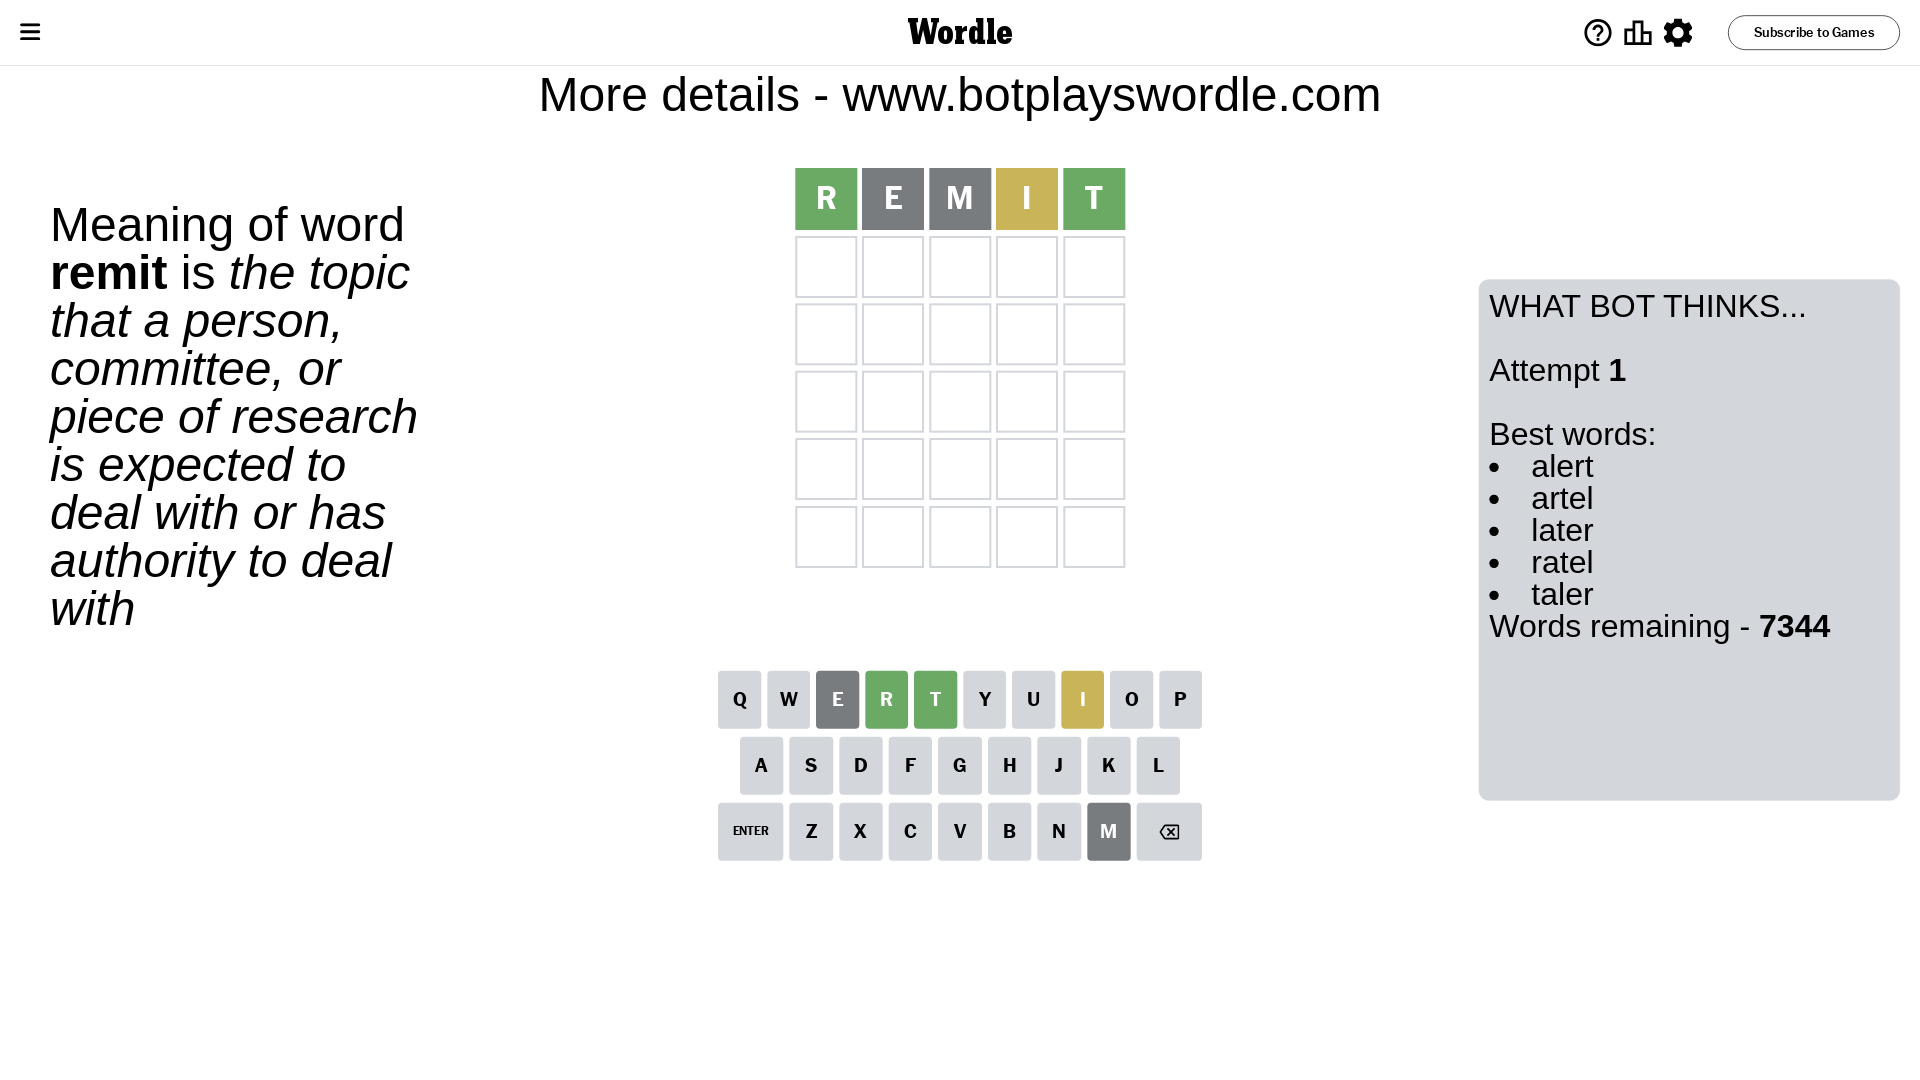 Wordle
Subscribe to Games
More details - www.botplayswordle.com
Meaning of word
remit is the topic
that a person,
committee, or
piece of research
is expected to
deal with or has
authority to deal
with
R E M I T
WHAT BOT THINKS...
Attempt 1
Best words:
• alert
• artel
• later
• ratel
• taler
Words remaining - 7344
Q W E R T Y U I O P
A S D F G H J K L
ENTER Z X C V B N M